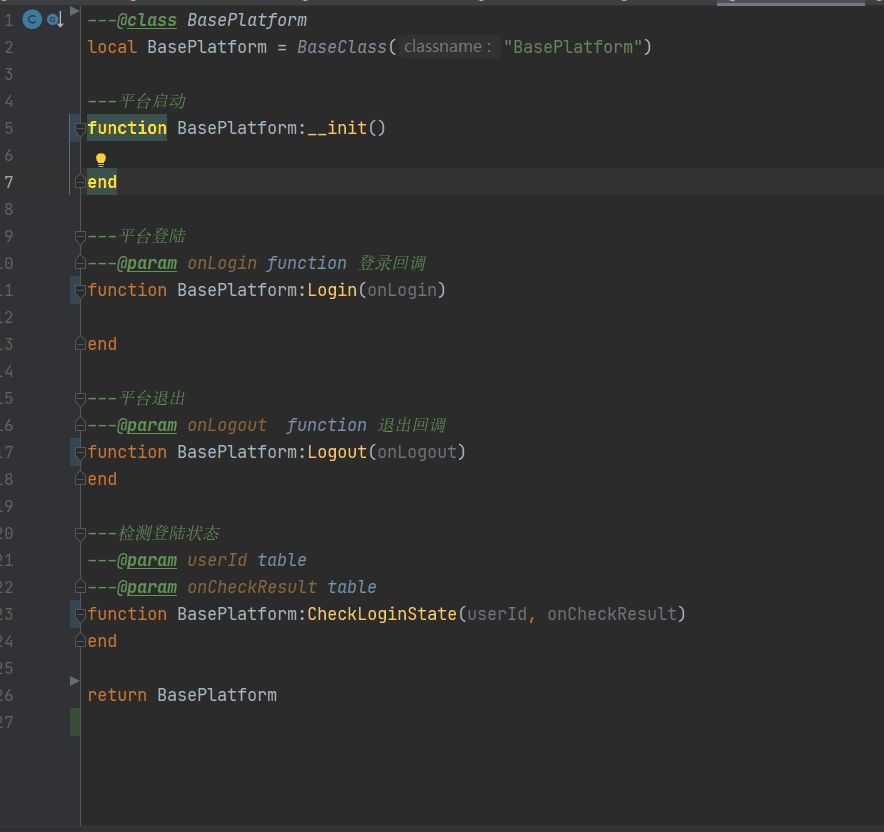 1 ---@class BasePlatform
2 local BasePlatform = BaseClass( classname: "BasePlatform")
3
4 ---平台启动
5 function BasePlatform:__init()
6
7 end
8
9 ---平台登陆
10 ---@param onLogin function 登录回调
11 function BasePlatform:Login(onLogin)
12
13 end
14
15 ---平台退出
16 ---@param onLogout  function 退出回调
17 function BasePlatform:Logout(onLogout)
18 end
19
20 ---检测登陆状态
21 ---@param userId table
22 ---@param onCheckResult table
23 function BasePlatform:CheckLoginState(userId, onCheckResult)
24 end
25
26 return BasePlatform
27